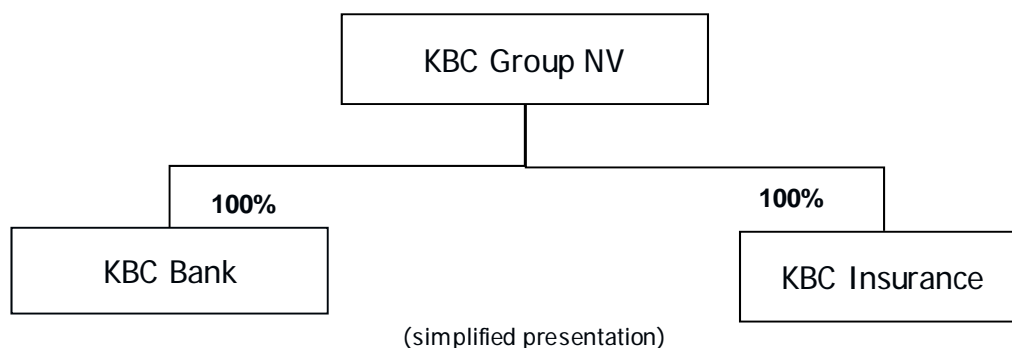 KBC Group NV
100%
100%
KBC Bank
KBC Insurance
(simplified presentation)